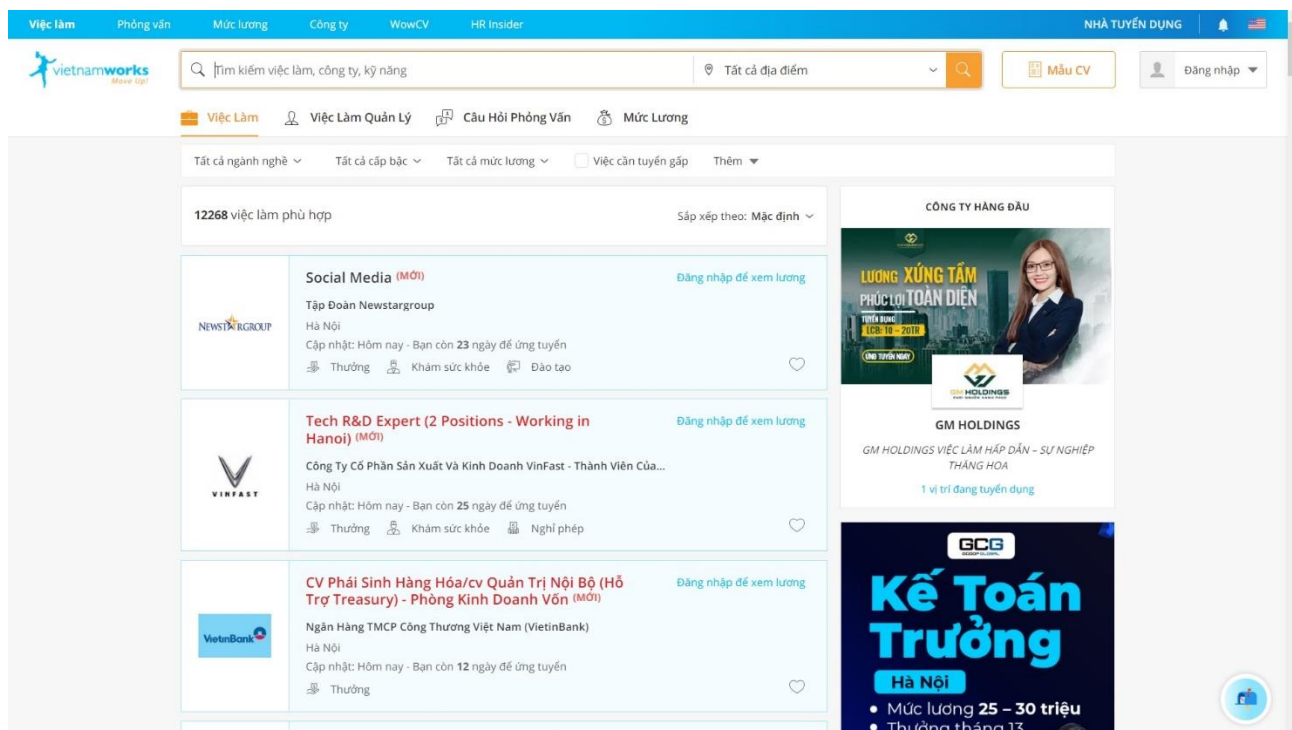 Việc làm Phỏng vấn Mức lương Công ty WowCV HR Insider NHÀ TUYỂN DỤNG
vietnamworks
Move Up!
Tìm kiếm việc làm, công ty, kỹ năng
Tất cả địa điểm
Mẫu CV
Đăng nhập
Việc Làm Việc Làm Quản Lý Câu Hỏi Phỏng Vấn Mức Lương
Tất cả ngành nghề Tất cả cấp bậc Tất cả mức lương Việc cần tuyển gấp Thêm
12268 việc làm phù hợp
Sắp xếp theo: Mặc định
NEWSTARGROUP
Social Media (MỚI)
Đăng nhập để xem lương
Tập Đoàn Newstargroup
Hà Nội
Cập nhật: Hôm nay - Bạn còn 23 ngày để ứng tuyển
Thưởng Khám sức khỏe Đào tạo
VINFAST
Tech R&D Expert (2 Positions - Working in
Hanoi) (MỚI)
Đăng nhập để xem lương
Công Ty Cổ Phần Sản Xuất Và Kinh Doanh VinFast - Thành Viên Của...
Hà Nội
Cập nhật: Hôm nay - Bạn còn 25 ngày để ứng tuyển
Thưởng Khám sức khỏe Nghỉ phép
VietinBank
CV Phái Sinh Hàng Hóa/cv Quản Trị Nội Bộ (Hỗ
Trợ Treasury) - Phòng Kinh Doanh Vốn (MỚI)
Đăng nhập để xem lương
Ngân Hàng TMCP Công Thương Việt Nam (VietinBank)
Hà Nội
Cập nhật: Hôm nay - Bạn còn 12 ngày để ứng tuyển
Thưởng
CÔNG TY HÀNG ĐẦU
LƯƠNG XỨNG TẦM
PHÚC LỢI TOÀN DIỆN
TUYỂN DỤNG
LCB: 10 - 20TR
ỨNG TUYỂN NGAY
GM HOLDINGS
GM HOLDINGS
GM HOLDINGS VIỆC LÀM HẤP DẪN – SỰ NGHIỆP
THĂNG HOA
1 vị trí đang tuyển dụng
GCG
GCOOP GLOBAL
Kế Toán
Trưởng
Hà Nội
• Mức lương 25 – 30 triệu
• Thưởng tháng 13